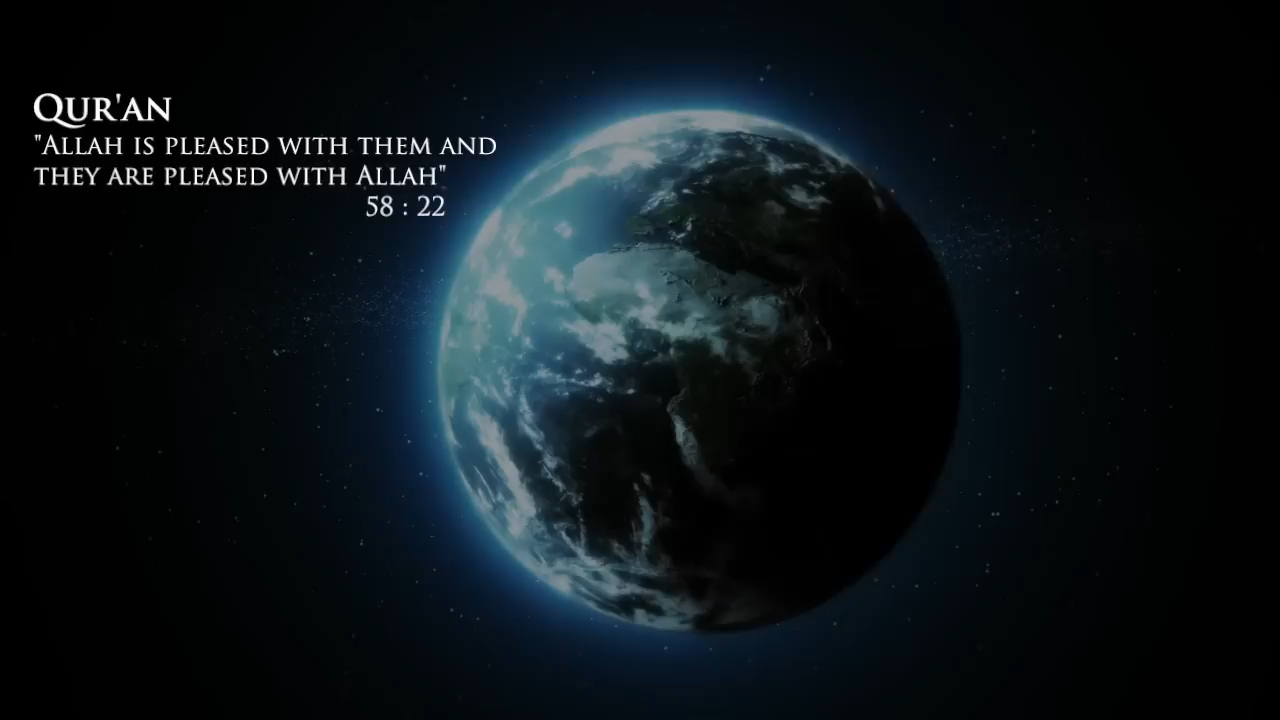 Qur'an
"Allah is pleased with them and
they are pleased with Allah"
58 : 22